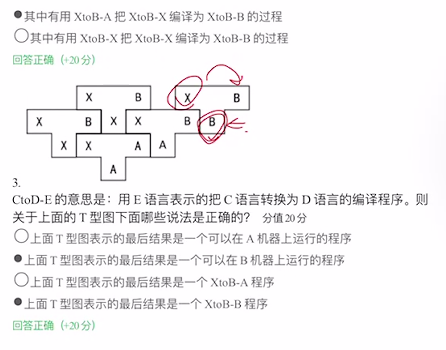 其中有用 XtoB-A 把 XtoB-X 编译为 XtoB-B 的过程
其中有用 XtoB-X 把 XtoB-X 编译为 XtoB-B 的过程
回答正确（+20 分）
X B X B
X B X X B B
X X A A
A
3.
CtoD-E 的意思是：用 E 语言表示的把 C 语言转换为 D 语言的编译程序。则
关于上面的 T 型图下面哪些说法是正确的？ 分值20分
上面 T 型图表示的最后结果是一个可以在 A 机器上运行的程序
上面 T 型图表示的最后结果是一个可以在 B 机器上运行的程序
上面 T 型图表示的最后结果是一个 XtoB-A 程序
上面 T 型图表示的最后结果是一个 XtoB-B 程序
回答正确（+20 分）